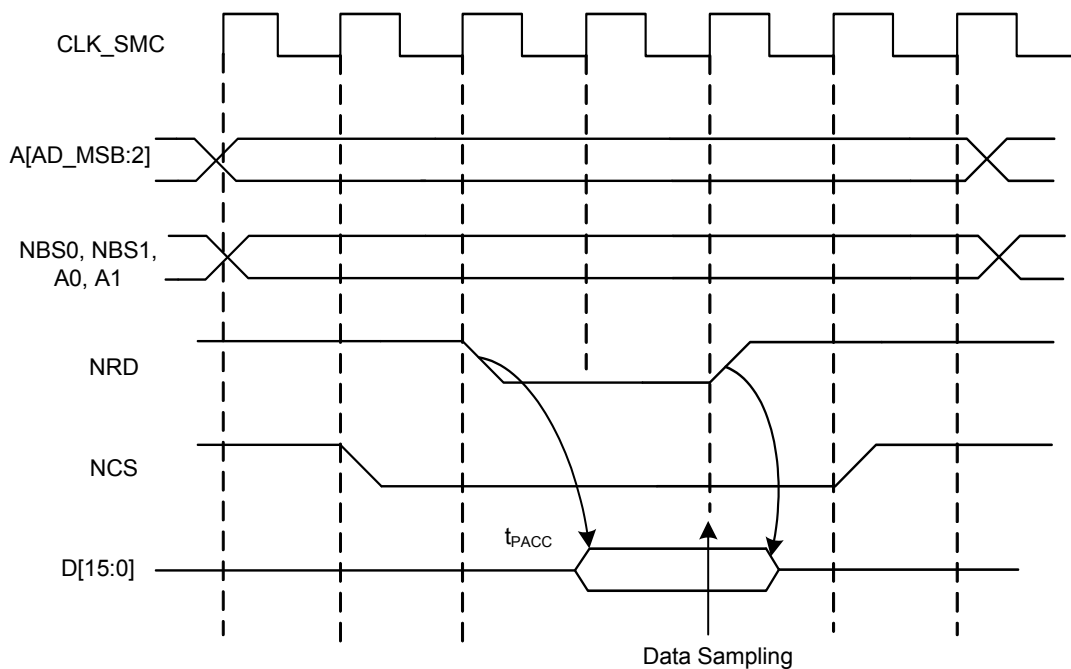 CLK_SMC
A[AD_MSB:2]
NBS0, NBS1,
A0, A1
NRD
NCS
tPACC
D[15:0]
Data Sampling